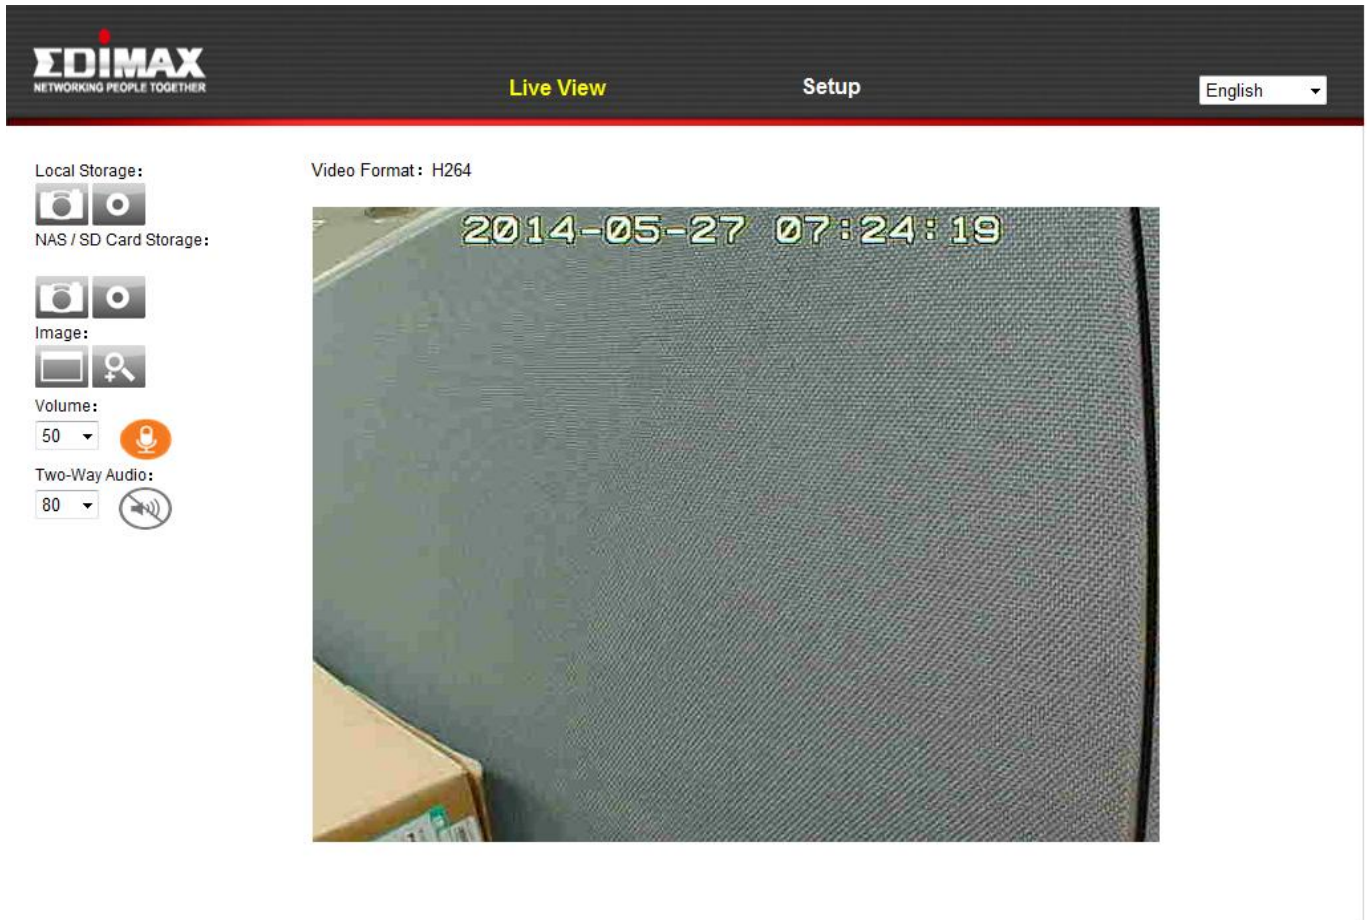 EDIMAX
NETWORKING PEOPLE TOGETHER
Live View
Setup
English
Local Storage:
Video Format: H264
2014-05-27 07:24:19
NAS / SD Card Storage:
Image:
Volume:
50
Two-Way Audio:
80